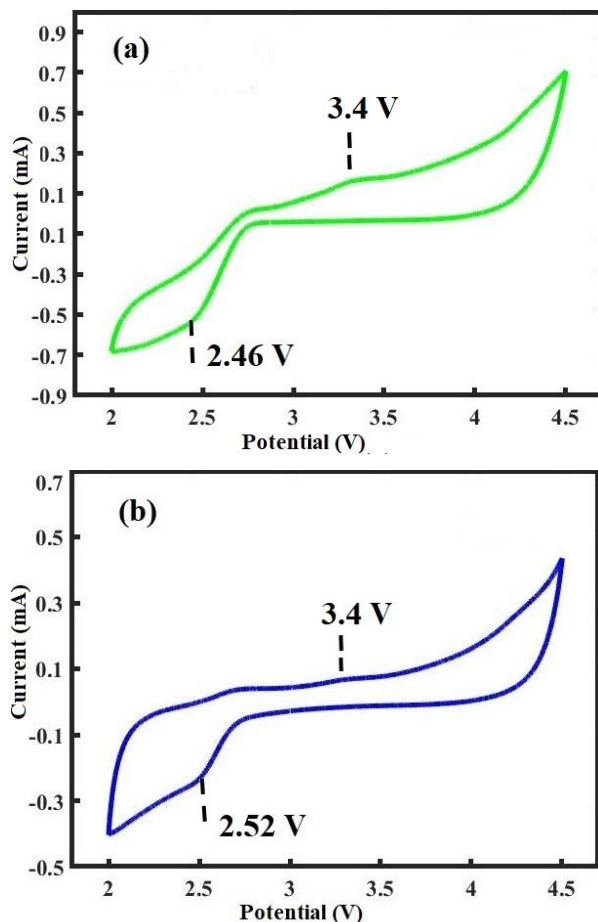 0.9
(a)
0.7
3.4 V
0.5
0.3
0.1
0.1
-0.3
-0.5
2.46 V
-0.7
-0.9
Current (mA)
2 2.5 3 3.5 4 4.5
Potential (V)
0.7
(b)
0.5
3.4 V
0.3
0.1
-0.1
-0.3
2.52 V
-0.5
Current (mA)
2 2.5 3 3.5 4 4.5
Potential (V)